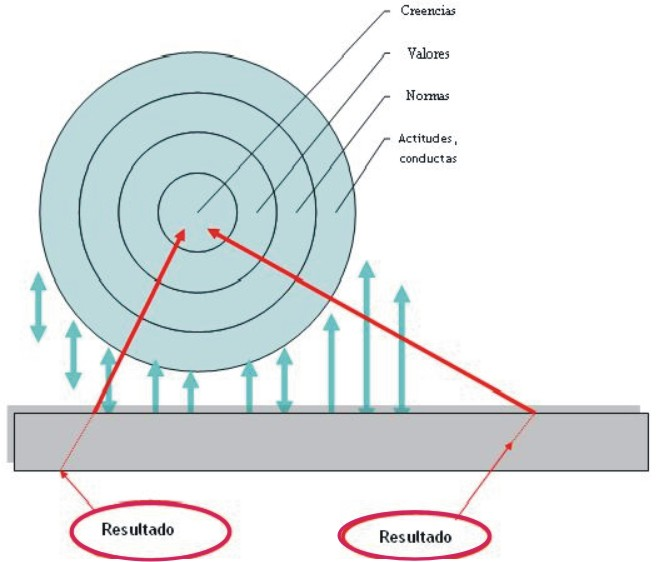 Creencias
Valores
Normas
Actitudes,
conductas
Resultado
Resultado